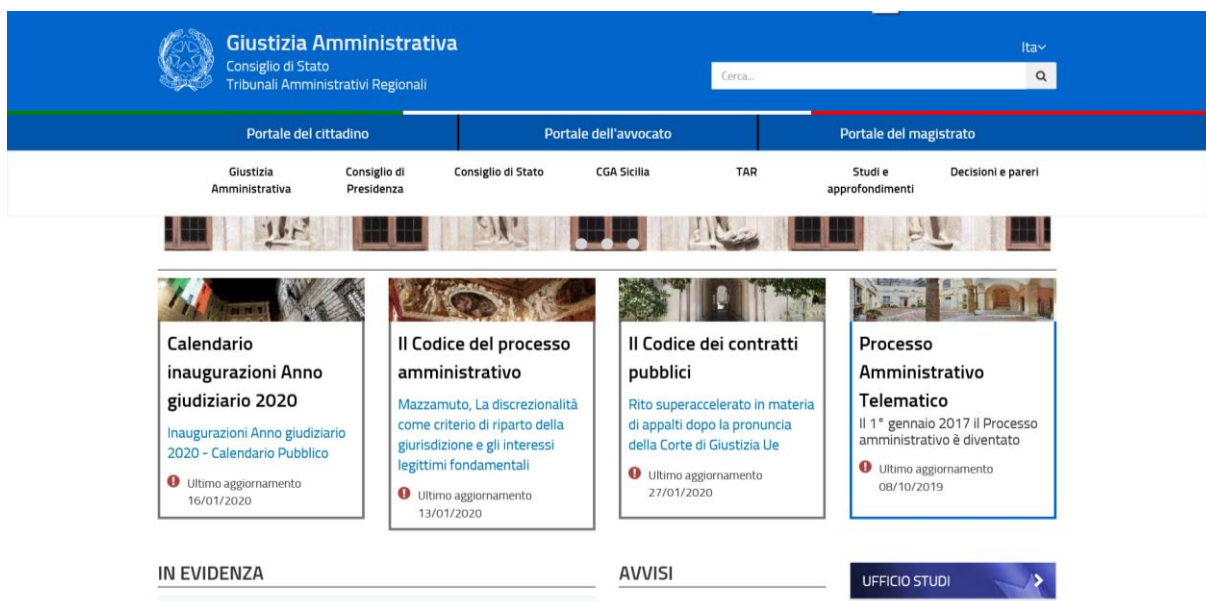 Giustizia Amministrativa
Consiglio di Stato
Tribunali Amministrativi Regionali
Ita
Cerca...
Portale del cittadino
Portale dell'avvocato
Portale del magistrato
Giustizia
Amministrativa
Consiglio di
Presidenza
Consiglio di Stato
CGA Sicilia
TAR
Studi e
approfondimenti
Decisioni e pareri
Calendario
inaugurazioni Anno
giudiziario 2020
Inaugurazioni Anno giudiziario
2020 - Calendario Pubblico
Ultimo aggiornamento
16/01/2020
Il Codice del processo
amministrativo
Mazzamuto, La discrezionalità
come criterio di riparto della
giurisdizione e gli interessi
legittimi fondamentali
Ultimo aggiornamento
13/01/2020
Il Codice dei contratti
pubblici
Rito superaccelerato in materia
di appalti dopo la pronuncia
della Corte di Giustizia Ue
Ultimo aggiornamento
27/01/2020
Processo
Amministrativo
Telematico
Il 1° gennaio 2017 il Processo
amministrativo è diventato
Ultimo aggiornamento
08/10/2019
IN EVIDENZA
AVVISI
UFFICIO STUDI